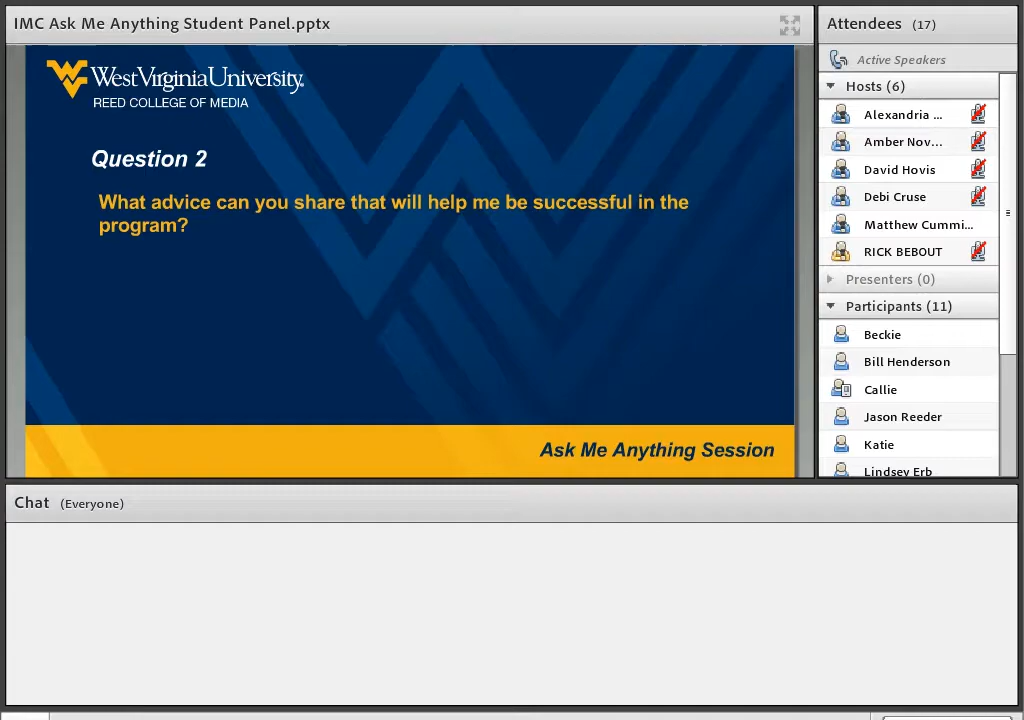 IMC Ask Me Anything Student Panel.pptx
WestVirginiaUniversity.
REED COLLEGE OF MEDIA
Question 2
What advice can you share that will help me be successful in the
program?
Ask Me Anything Session
Attendees (17)
Active Speakers
Hosts (6)
Alexandria ...
Amber Nov...
David Hovis
Debi Cruse
Matthew Cummi...
RICK BEBOUT
Presenters (0)
Participants (11)
Beckie
Bill Henderson
Callie
Jason Reeder
Katie
Lindsey Erb
Chat (Everyone)